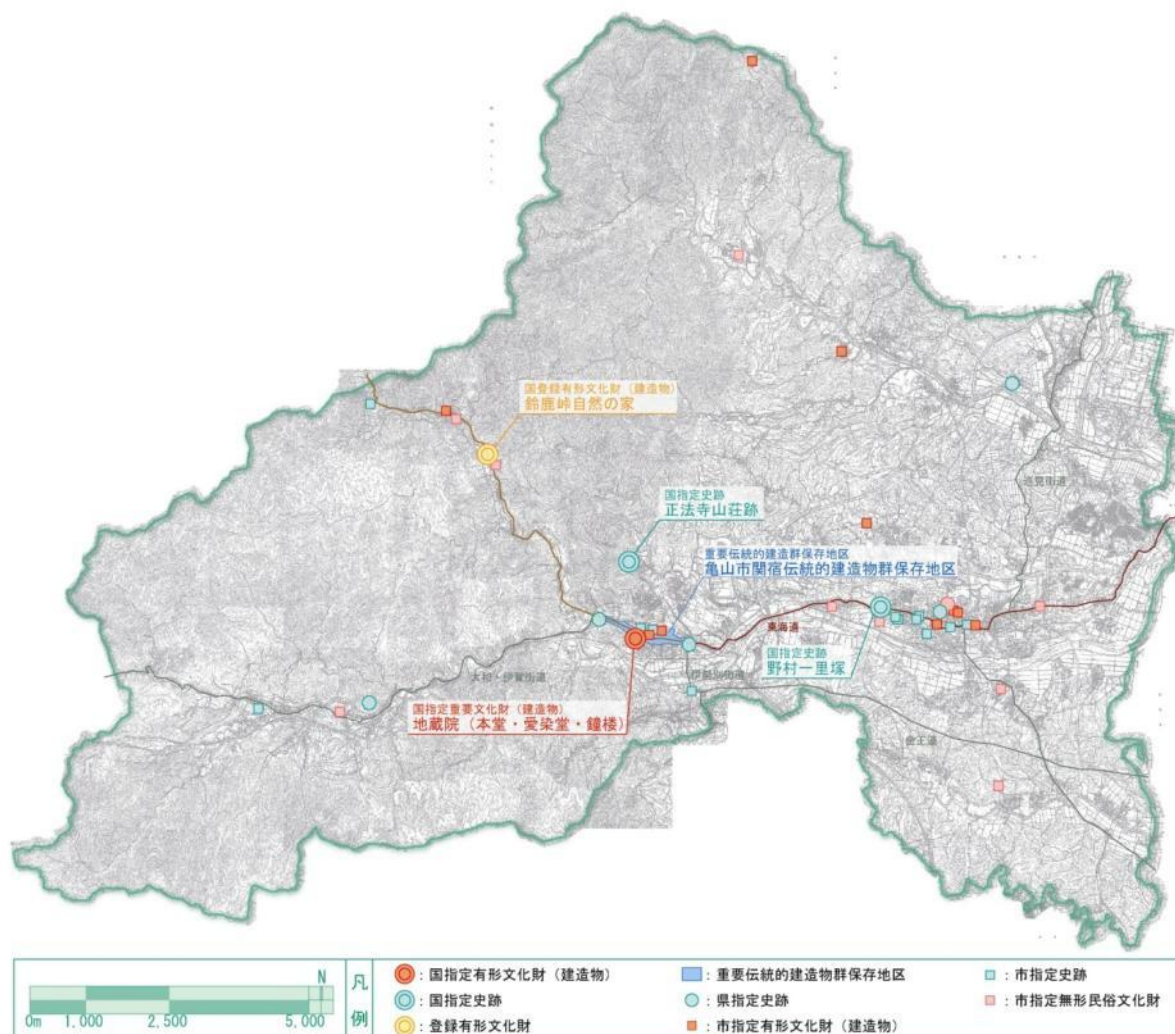 国登録有形文化財（建造物）
鈴鹿峠自然の家
国指定史跡
正法寺山荘跡
重要伝統的建造群保存地区
亀山市関宿伝統的建造物群保存地区
巡見街道
東海道
国指定史跡
野村一里塚
大和・伊賀街道
伊勢別街道
国指定重要文化財（建造物）
地蔵院（本堂・愛染堂・鐘楼）
N
0m 1,000 2,500 5,000
凡例
：国指定有形文化財（建造物）
：国指定史跡
：登録有形文化財
：重要伝統的建造物群保存地区
：県指定史跡
：市指定有形文化財（建造物）
：市指定史跡
：市指定無形民俗文化財